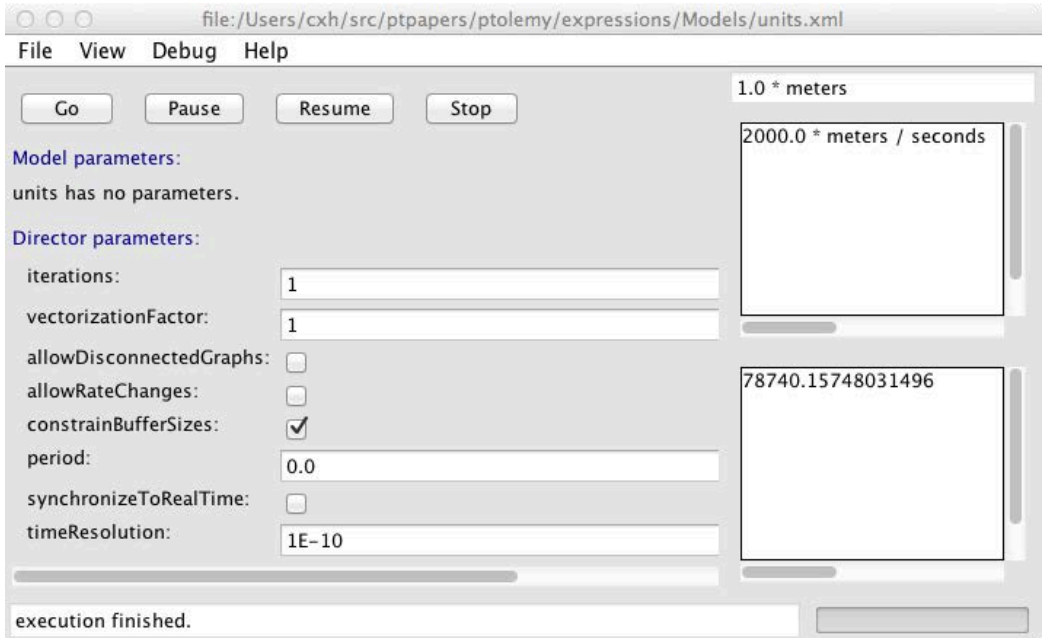 file:/Users/cxh/src/ptpapers/ptolemy/expressions/Models/units.xml
File View Debug Help
Go Pause Resume Stop
Model parameters:
units has no parameters.
Director parameters:
iterations: 1
vectorizationFactor: 1
allowDisconnectedGraphs:
allowRateChanges:
constrainBufferSizes:
period: 0.0
synchronizeToRealTime:
timeResolution: 1E-10
1.0 * meters
2000.0 * meters / seconds
78740.15748031496
execution finished.